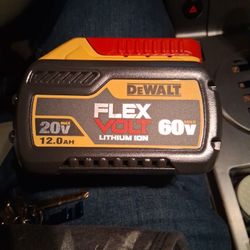 DEWALT
FLEX
VOLT
LITHIUM ION
20V MAX
12.0AH
60V MAX